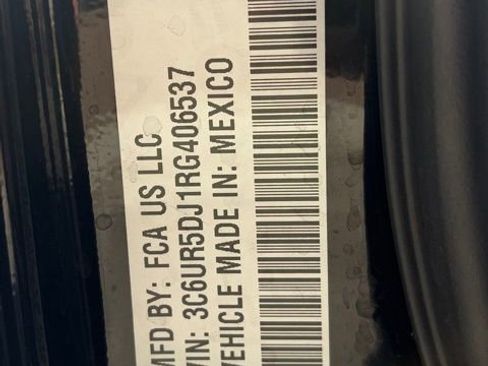 MFD BY: FCA US LLC
VIN: 3C6UR5DJ1RG406537
VEHICLE MADE IN: MEXICO